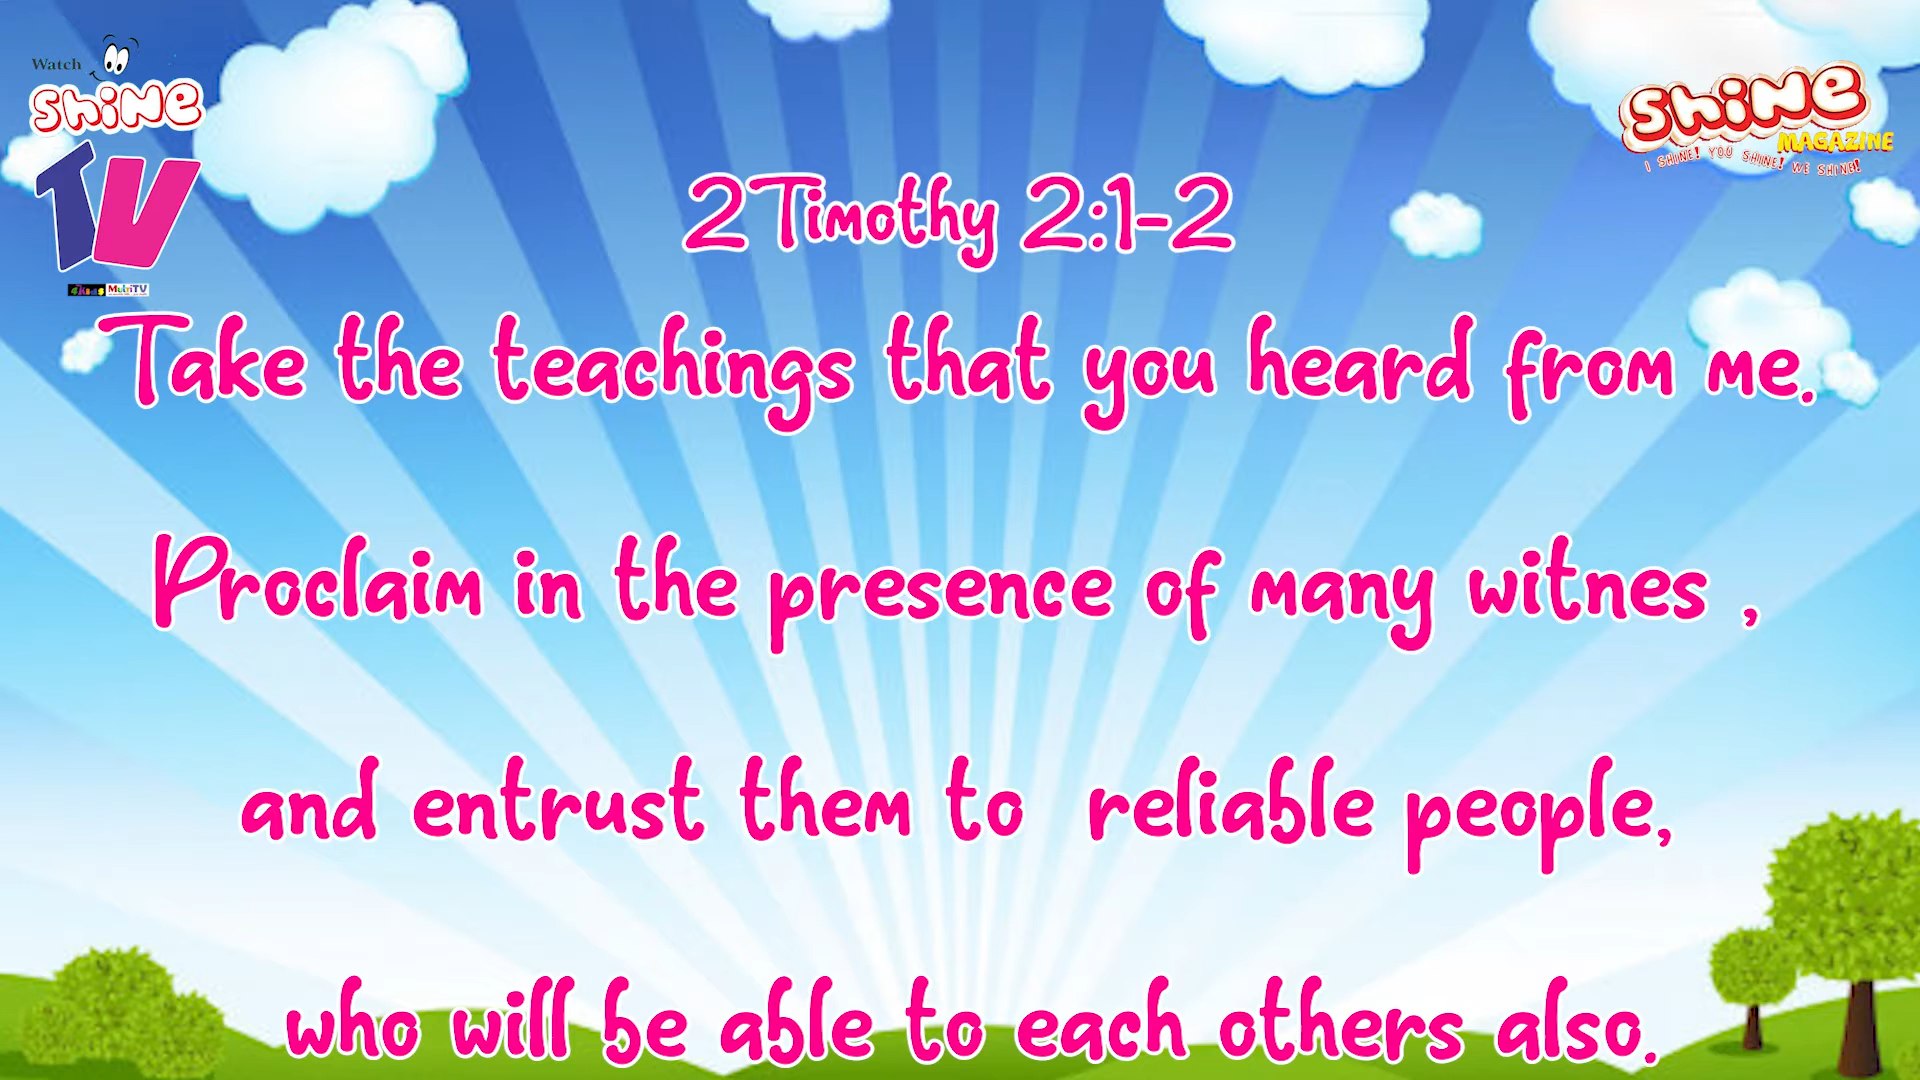 Watch
ShiNe
TV
4Kids MultiTV
ShiNe
MAGAZINE
I SHINE! YOU SHINE! WE SHINE!
2Timothy 2:1-2
Take the teachings that you heard from me.
Proclaim in the presence of many witnes ,
and entrust them to reliable people,
who will be able to each others also.